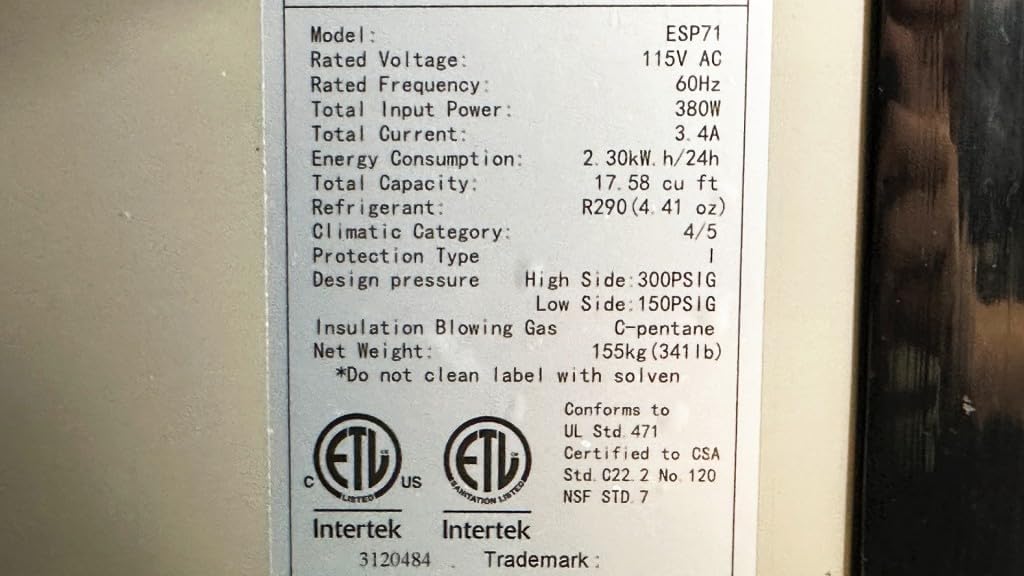 Model: ESP71
Rated Voltage: 115V AC
Rated Frequency: 60Hz
Total Input Power: 380W
Total Current: 3.4A
Energy Consumption: 2.30kW.h/24h
Total Capacity: 17.58 cu ft
Refrigerant: R290(4.41 oz)
Climatic Category: 4/5
Protection Type I
Design pressure High Side:300PSIG
Low Side:150PSIG
Insulation Blowing Gas C-pentane
Net Weight: 155kg(341lb)
*Do not clean label with solven
Conforms to
UL Std.471
Certified to CSA
Std.C22.2 No.120
NSF STD.7
C ETL US
LISTED
Intertek
ETL
SANITATION LISTED
Intertek
3120484 Trademark: